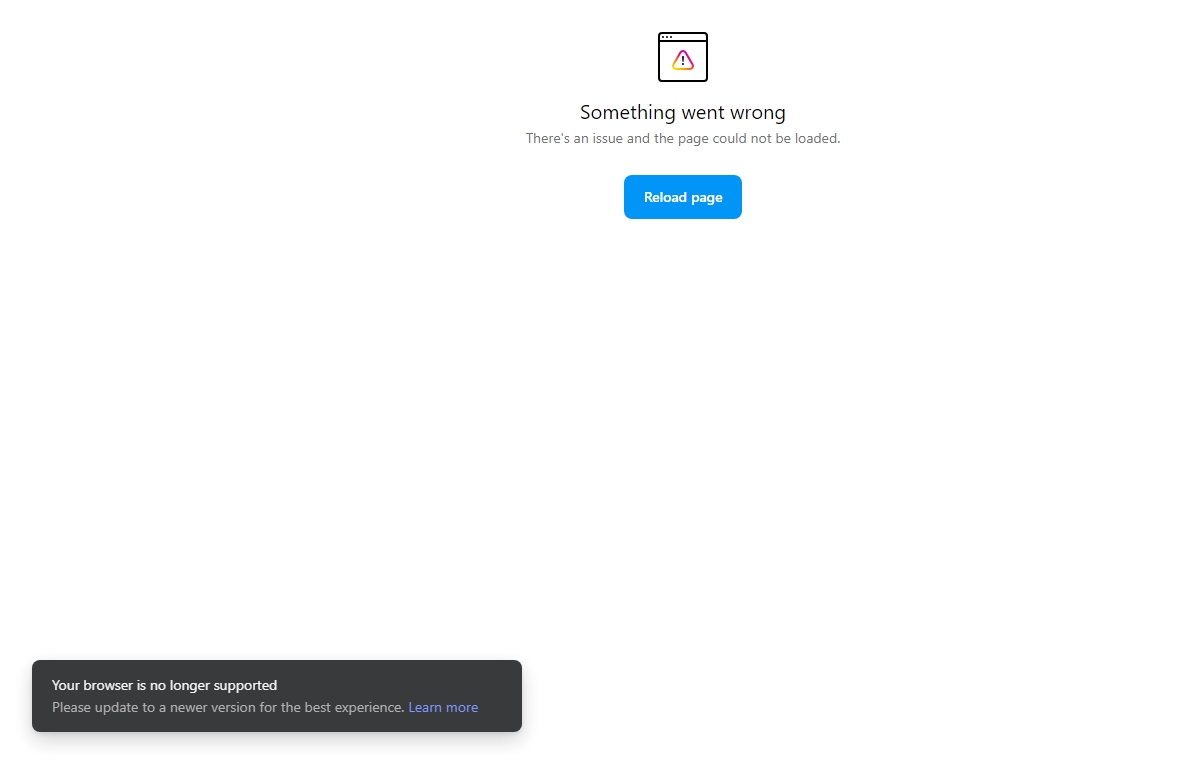 Something went wrong
There's an issue and the page could not be loaded.
Reload page
Your browser is no longer supported
Please update to a newer version for the best experience. Learn more